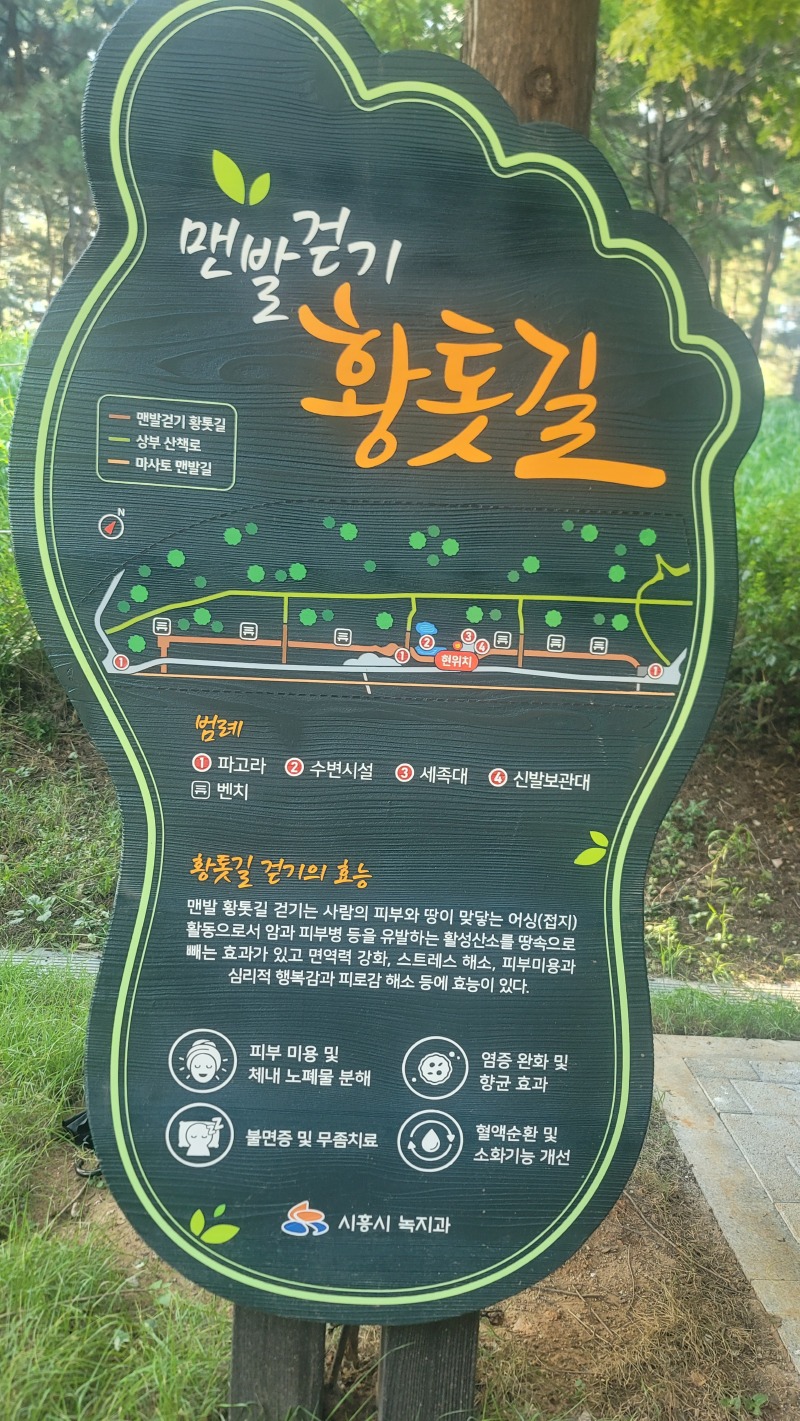 맨발걷기
황톳길
맨발걷기 황톳길
상부 산책로
마사토 맨발길
N
1
2
3
4
1
현위치
1
범례
1 파고라 2 수변시설 3 세족대 4 신발보관대
벤치
황톳길 걷기의 효능
맨발 황톳길 걷기는 사람의 피부와 땅이 맞닿는 어싱(접지)
활동으로서 암과 피부병 등을 유발하는 활성산소를 땅속으로
빼는 효과가 있고 면역력 강화, 스트레스 해소, 피부미용과
심리적 행복감과 피로감 해소 등에 효능이 있다.
피부 미용 및
체내 노폐물 분해
염증 완화 및
항균 효과
불면증 및 무좀치료
혈액순환 및
소화기능 개선
시흥시 녹지과